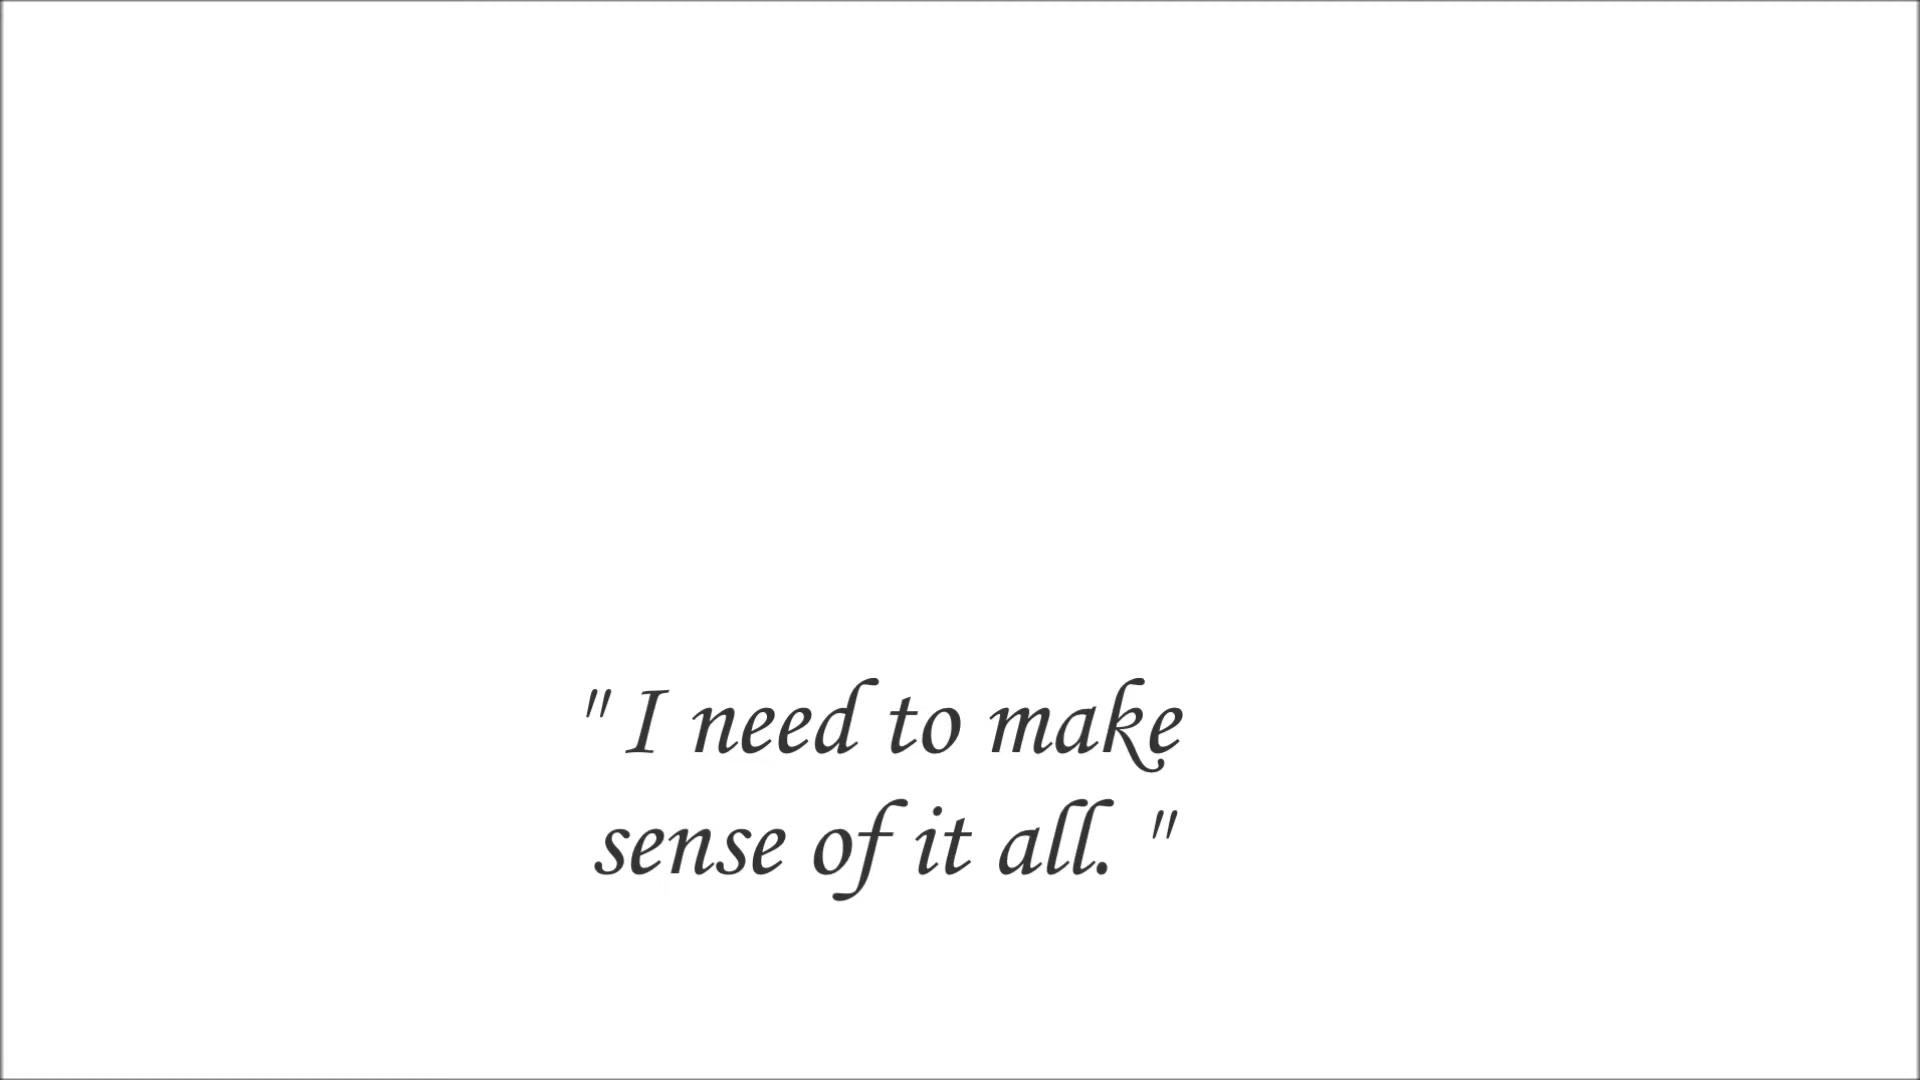 " I need to make
sense of it all. "